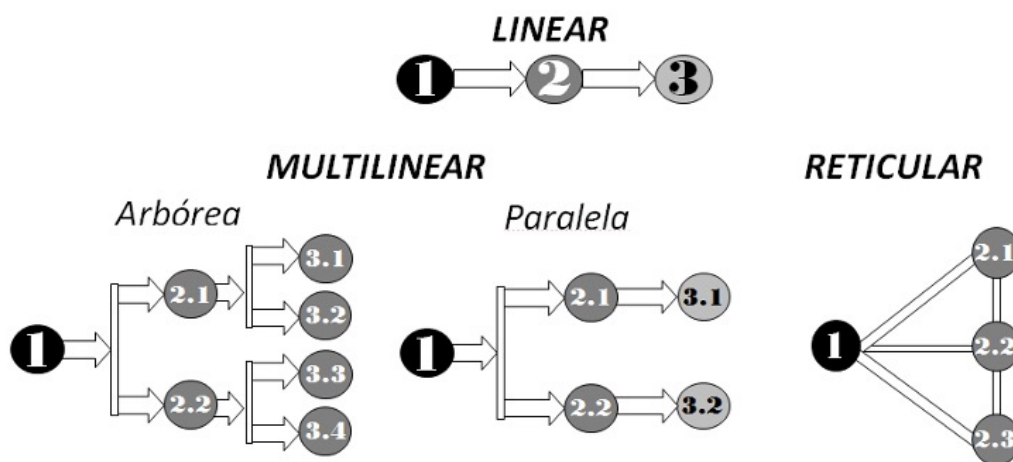 LINEAR
1 2 3
MULTILINEAR
Arbórea
1
2.1
2.2
3.1
3.2
3.3
3.4
Paralela
1
2.1
2.2
3.1
3.2
RETICULAR
1
2.1
2.2
2.3